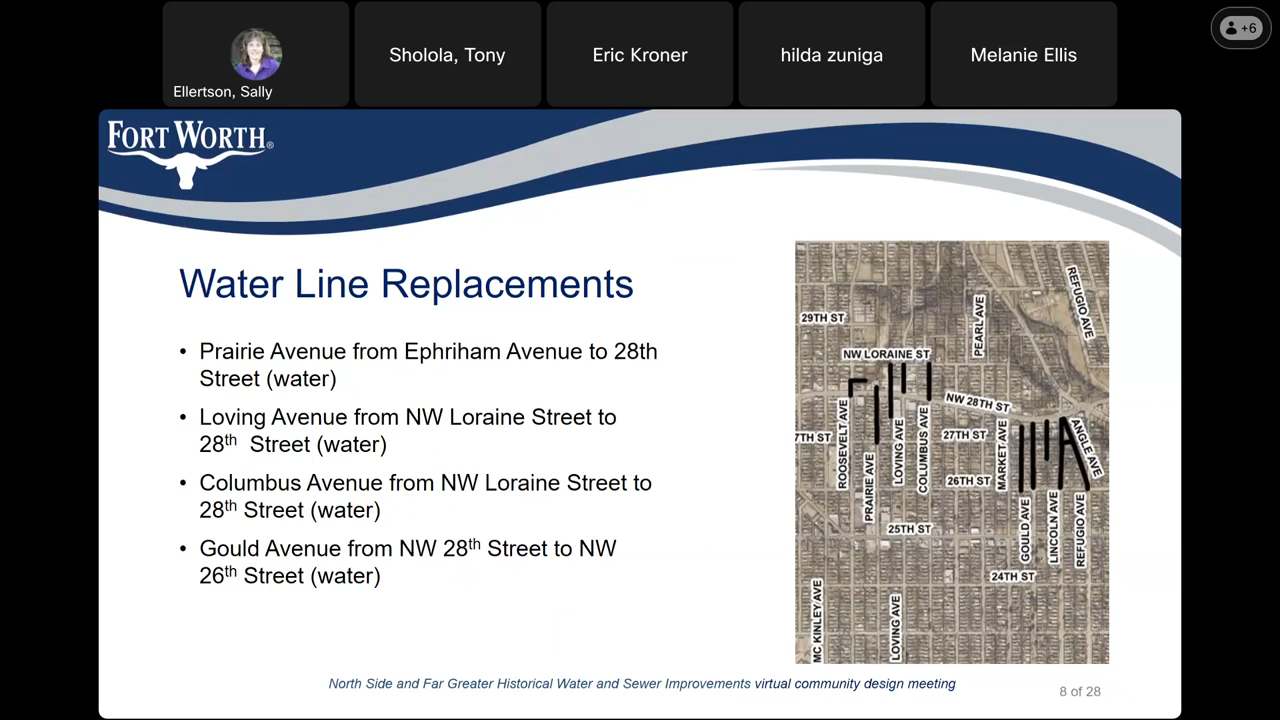 Ellertson, Sally
Sholola, Tony
Eric Kroner
hilda zuniga
Melanie Ellis
+6
FORT WORTH®
Water Line Replacements
• Prairie Avenue from Ephriham Avenue to 28th
Street (water)
• Loving Avenue from NW Loraine Street to
28th Street (water)
• Columbus Avenue from NW Loraine Street to
28th Street (water)
• Gould Avenue from NW 28th Street to NW
26th Street (water)
REFUGIO AVE
PEARL AVE
29TH ST
NW LORAINE ST
NW 28TH ST
ROOSEVELT AVE
PRAIRIE AVE
LOVING AVE
COLUMBUS AVE
7TH ST
27TH ST
MARKET AVE
ANGLE AVE
26TH ST
GOULD AVE
LINCOLN AVE
REFUGIO AVE
25TH ST
24TH ST
MC KINLEY AVE
LOVING AVE
North Side and Far Greater Historical Water and Sewer Improvements virtual community design meeting
8 of 28